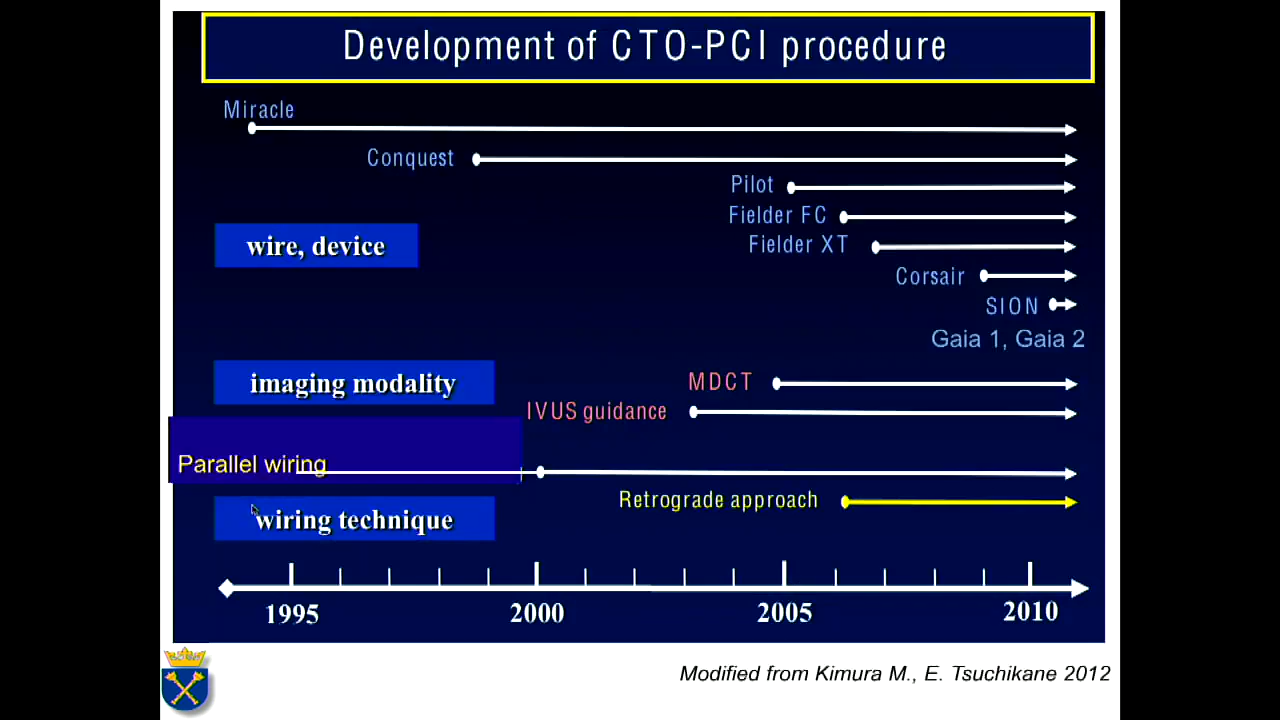 Development of CTO-PCI procedure
Miracle
Conquest
Pilot
Fielder FC
wire, device
Fielder XT
Corsair
SION
Gaia 1, Gaia 2
imaging modality
MDCT
IVUS guidance
Parallel wiring
Retrograde approach
wiring technique
1995 2000 2005 2010
Modified from Kimura M., E. Tsuchikane 2012